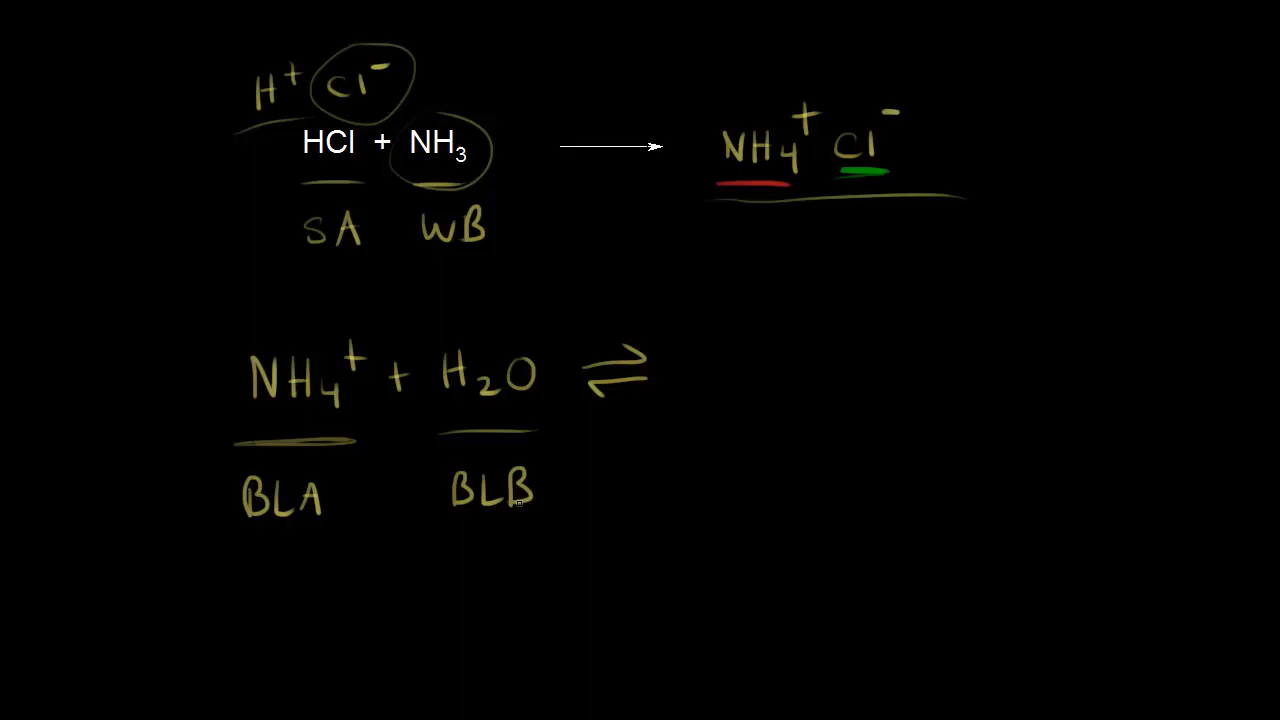 H⁺ Cl⁻
HCl + NH₃ → NH₄⁺ Cl⁻
SA WB
NH₄⁺ + H₂O ⇌
BLA BLB